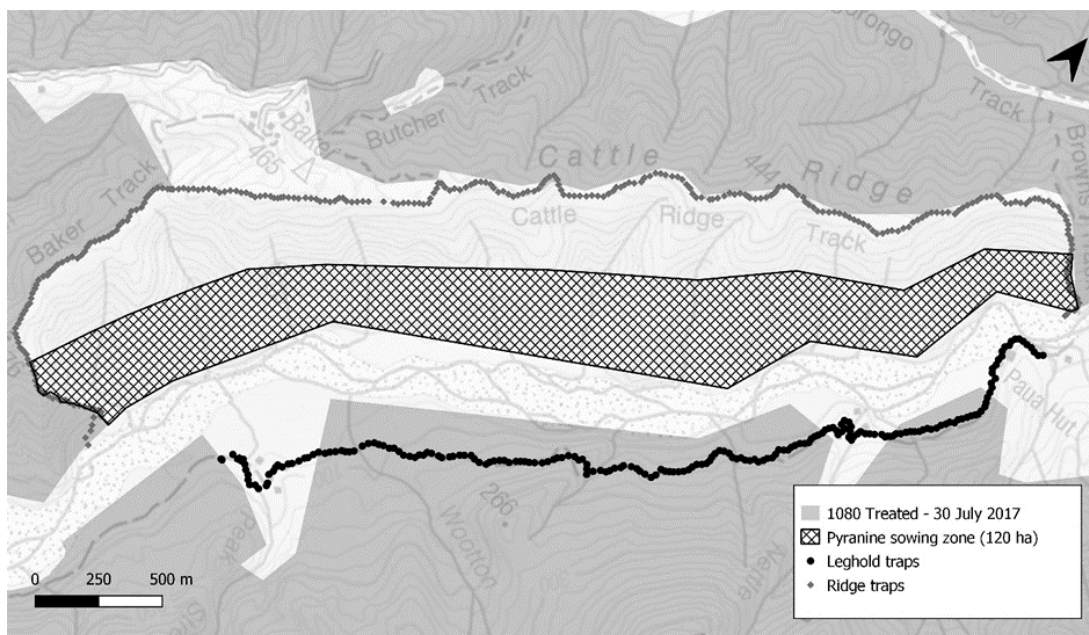 Track
Butcher
Track
Baker
465
Cattle
Ridge
444
Baker Track
Cattle
Ridge
Track
Paua Hut
266
Wootton
1080 Treated - 30 July 2017
Pyranine sowing zone (120 ha)
Leghold traps
Ridge traps
0 250 500 m